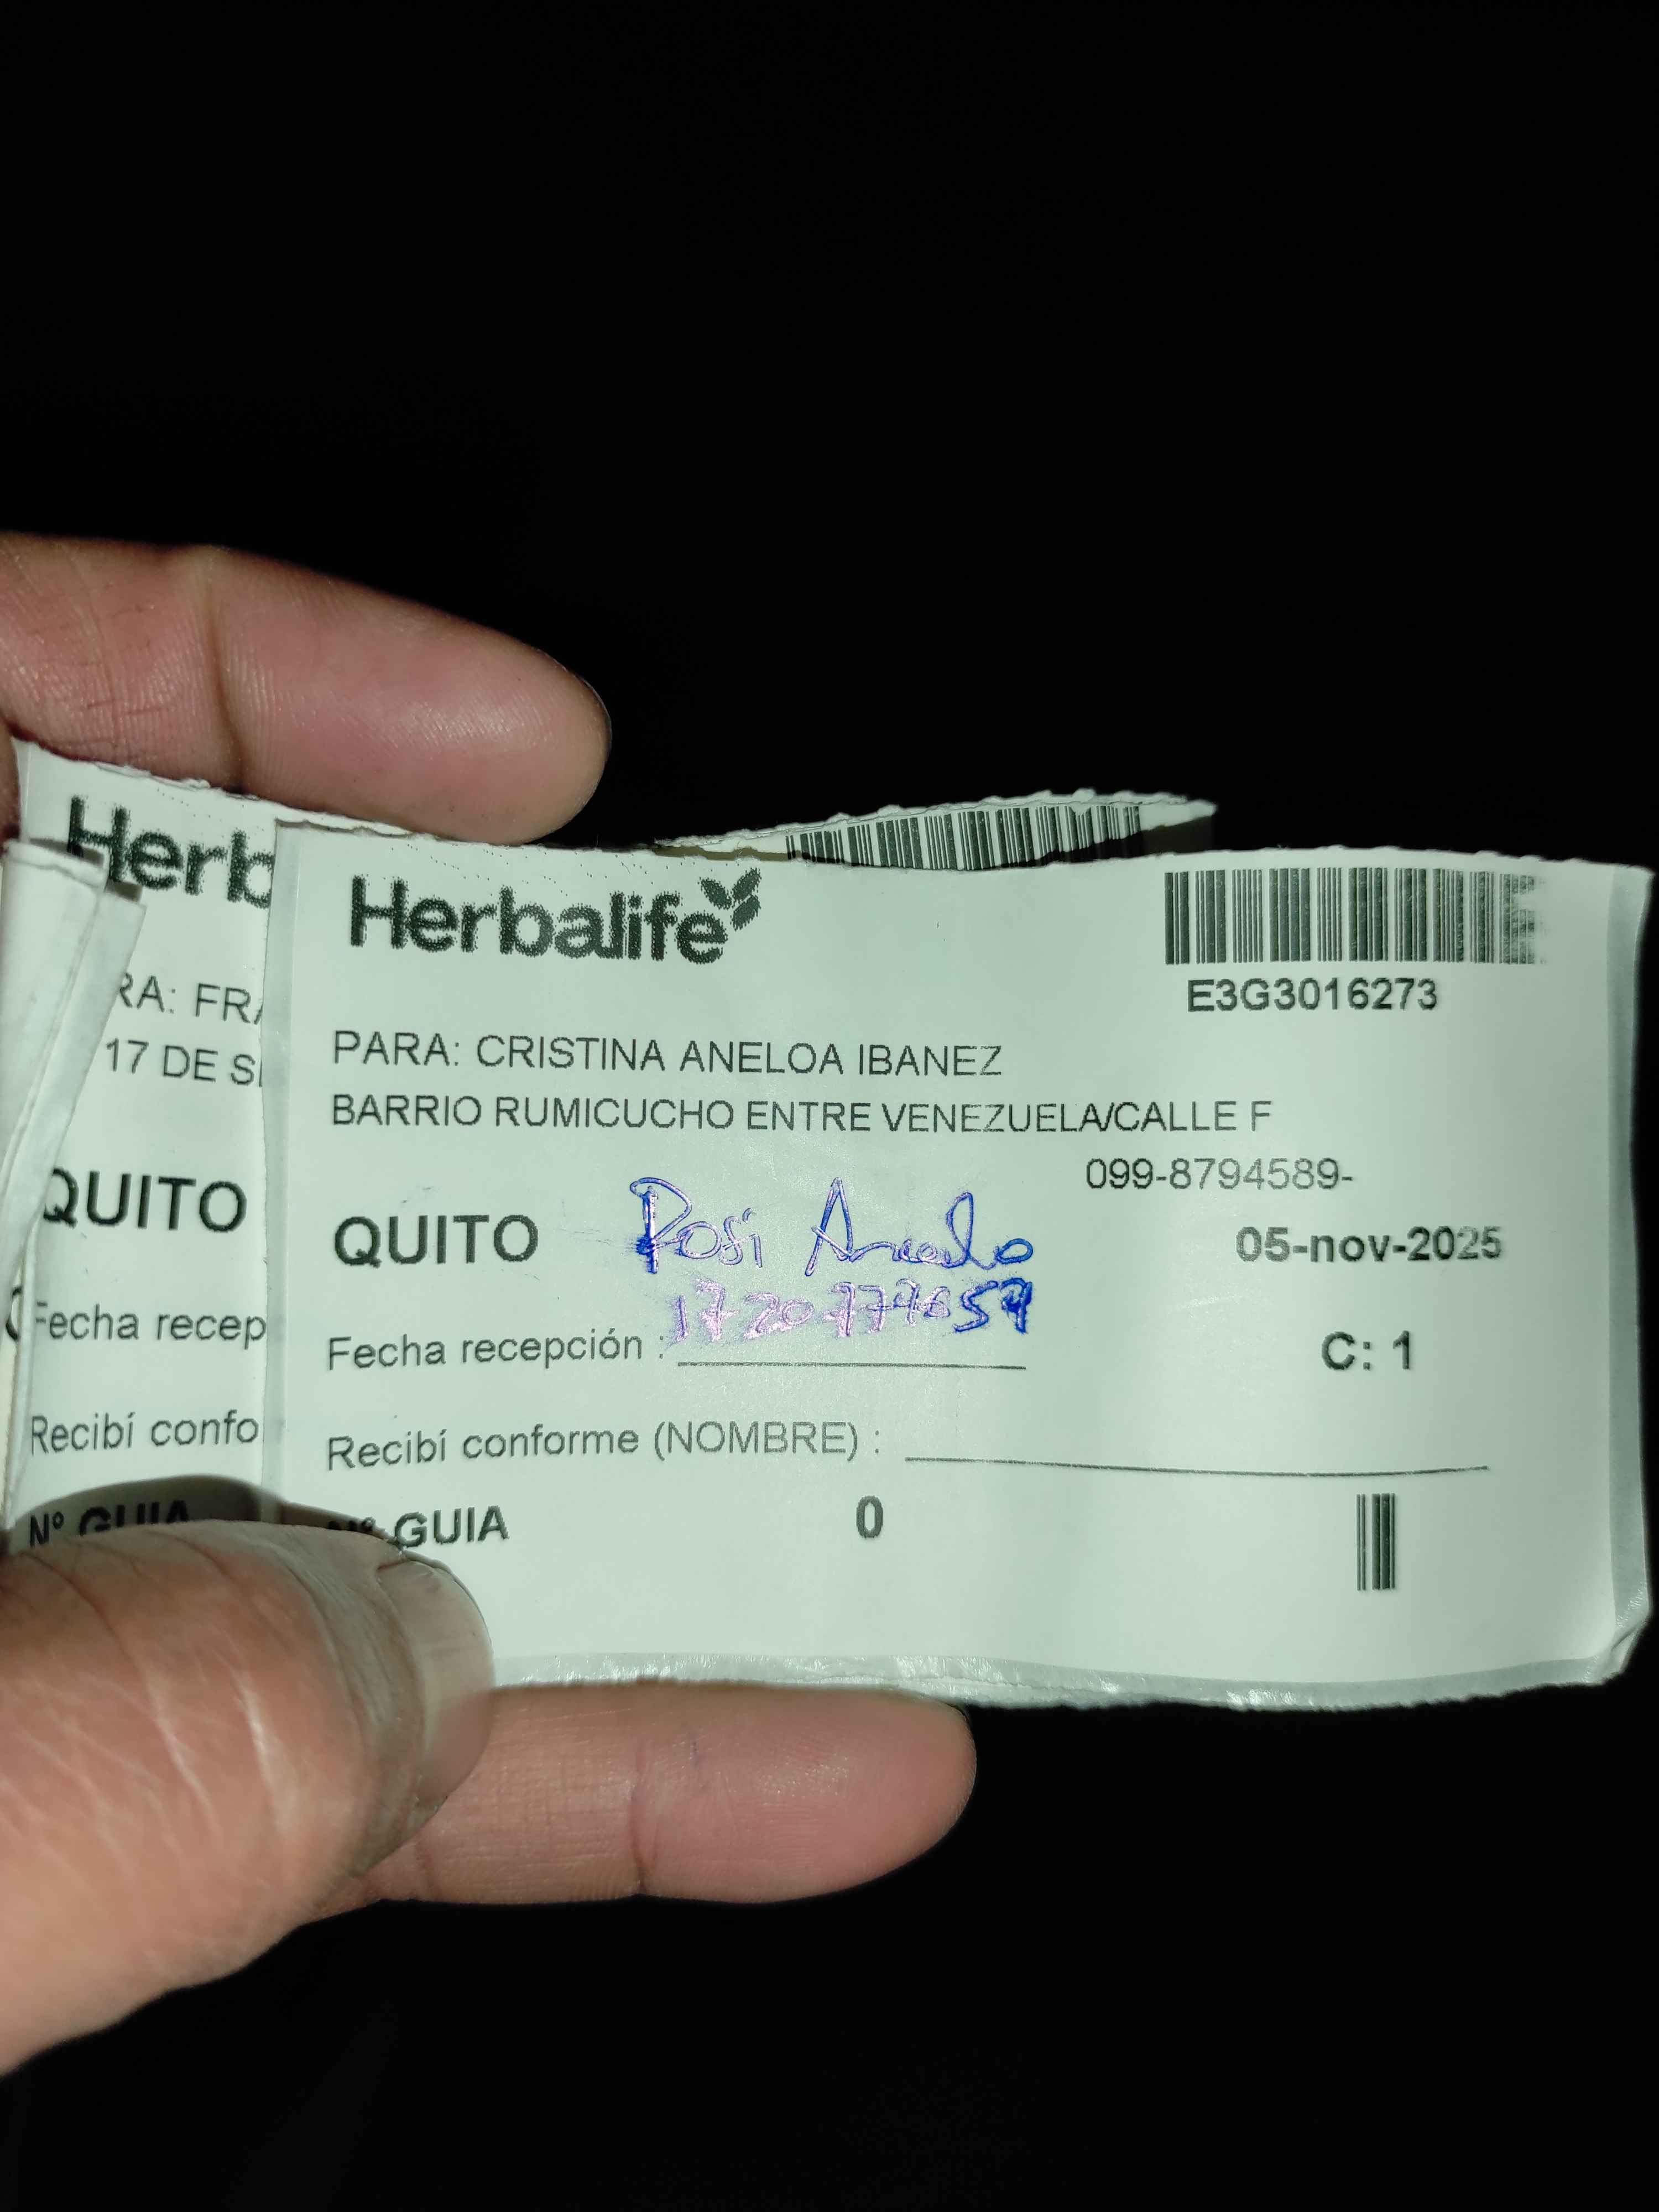 Herbalife
E3G3016273
PARA: CRISTINA ANELOA IBANEZ
BARRIO RUMICUCHO ENTRE VENEZUELA/CALLE F
099-8794589-
QUITO
05-nov-2025
Fecha recepción :
C: 1
Recibí conforme (NOMBRE) :
Nº GUIA
0
Herb
RA: FRA
17 DE S
QUITO
Fecha recep
Recibí confo
Nº GUIA